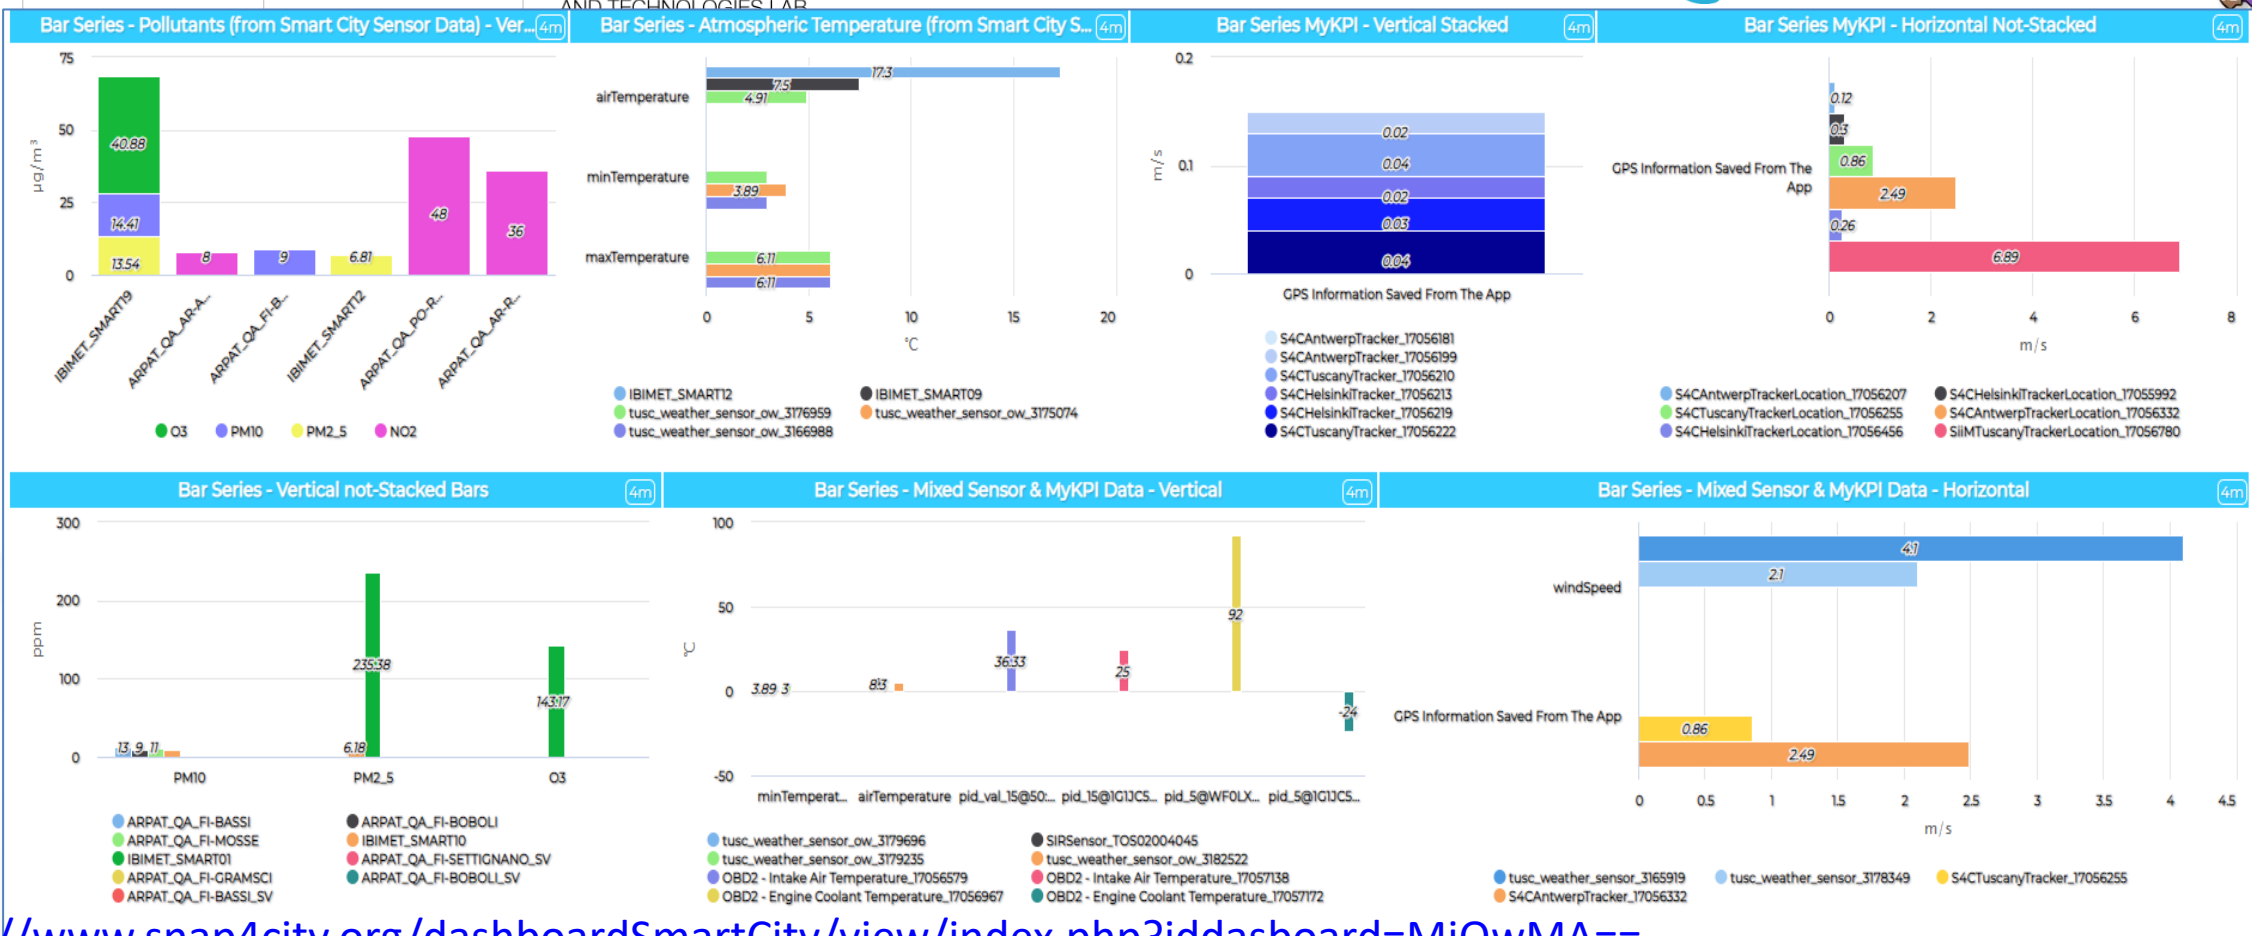 AND TECHNOLOGIES LAB
Bar Series - Pollutants (from Smart City Sensor Data) - Ver... 4m
75
50
25
0
µg/m³
40.88
14.41
13.54
8
9
6.81
48
36
IBIMET_SMART19
ARPAT_QA_AR-A...
ARPAT_QA_FI-B...
IBIMET_SMART12
ARPAT_QA_PO-R...
ARPAT_QA_AR-R...
O3 PM10 PM2_5 NO2
Bar Series - Atmospheric Temperature (from Smart City S... 4m
airTemperature
minTemperature
maxTemperature
17.3
7.5
4.91
3.89
6.11
6.11
0 5 10 15 20
°C
IBIMET_SMART12 IBIMET_SMART09
tusc_weather_sensor_ow_3176959 tusc_weather_sensor_ow_3175074
tusc_weather_sensor_ow_3166988
Bar Series MyKPI - Vertical Stacked 4m
0.2
0.1
0
m/s
0.02
0.04
0.02
0.03
0.04
GPS Information Saved From The App
S4CAntwerpTracker_17056181
S4CAntwerpTracker_17056199
S4CTuscanyTracker_17056210
S4CHelsinkiTracker_17056213
S4CHelsinkiTracker_17056219
S4CTuscanyTracker_17056222
Bar Series MyKPI - Horizontal Not-Stacked 4m
GPS Information Saved From The
App
0.12
0.3
0.86
2.49
0.26
6.89
0 2 4 6 8
m/s
S4CAntwerpTrackerLocation_17056207 S4CHelsinkiTrackerLocation_17055992
S4CTuscanyTrackerLocation_17056255 S4CAntwerpTrackerLocation_17056332
S4CHelsinkiTrackerLocation_17056456 SiiMTuscanyTrackerLocation_17056780
Bar Series - Vertical not-Stacked Bars 4m
300
200
100
0
ppm
13 9 11
6.18
235.38
143.17
PM10 PM2_5 O3
ARPAT_QA_FI-BASSI ARPAT_QA_FI-BOBOLI
ARPAT_QA_FI-MOSSE IBIMET_SMART10
IBIMET_SMART01 ARPAT_QA_FI-SETTIGNANO_SV
ARPAT_QA_FI-GRAMSCI ARPAT_QA_FI-BOBOLI_SV
ARPAT_QA_FI-BASSI_SV
Bar Series - Mixed Sensor & MyKPI Data - Vertical 4m
100
50
0
-50
°C
3.89 3
8.3
36.33
25
92
-24
minTemperat... airTemperature pid_val_15@50:... pid_15@1G1JC5... pid_5@WF0LX... pid_5@1G1JC5...
tusc_weather_sensor_ow_3179696 SIRSensor_TOS02004045
tusc_weather_sensor_ow_3179235 tusc_weather_sensor_ow_3182522
OBD2 - Intake Air Temperature_17056579 OBD2 - Intake Air Temperature_17057138
OBD2 - Engine Coolant Temperature_17056967 OBD2 - Engine Coolant Temperature_17057172
Bar Series - Mixed Sensor & MyKPI Data - Horizontal 4m
windSpeed
GPS Information Saved From The App
4.1
2.1
0.86
2.49
0 0.5 1 1.5 2 2.5 3 3.5 4 4.5
m/s
tusc_weather_sensor_3165919 tusc_weather_sensor_3178349 S4CTuscanyTracker_17056255
S4CAntwerpTracker_17056332
//www.snap4city.org/dashboardSmartCity/view/index.php?iddasboard=MjQwMA==